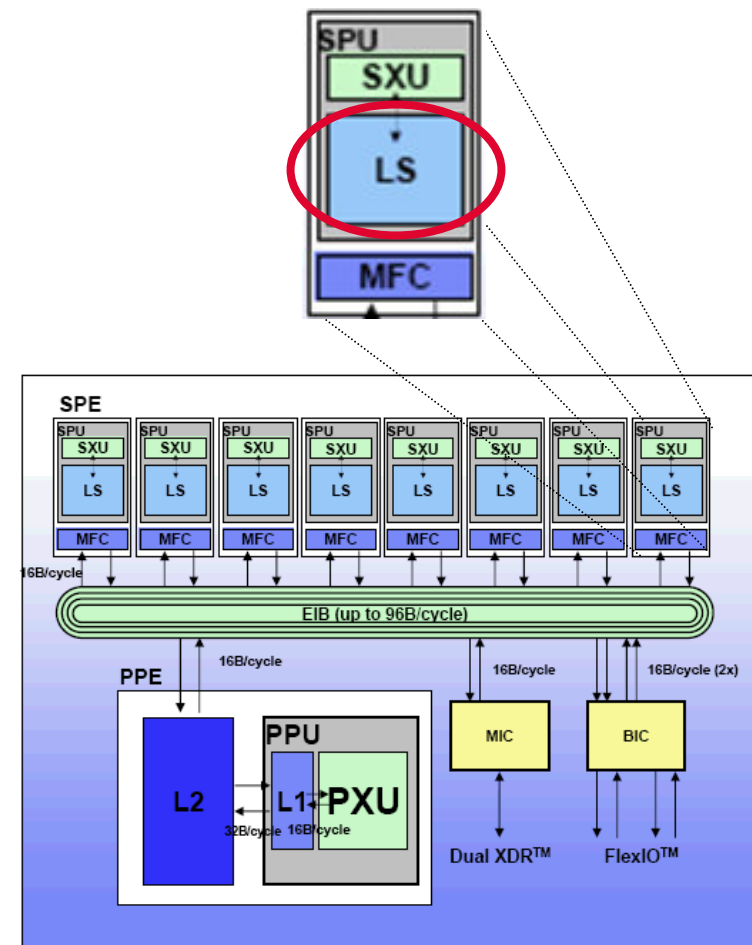 SPU
SXU
LS
MFC
SPE
SPU SPU SPU SPU SPU SPU SPU SPU
SXU SXU SXU SXU SXU SXU SXU SXU
LS LS LS LS LS LS LS LS
MFC MFC MFC MFC MFC MFC MFC MFC
16B/cycle
EIB (up to 96B/cycle)
16B/cycle 16B/cycle 16B/cycle (2x)
PPE
PPU
MIC BIC
L2 L1 PXU
32B/cycle 16B/cycle
Dual XDR™ FlexIO™